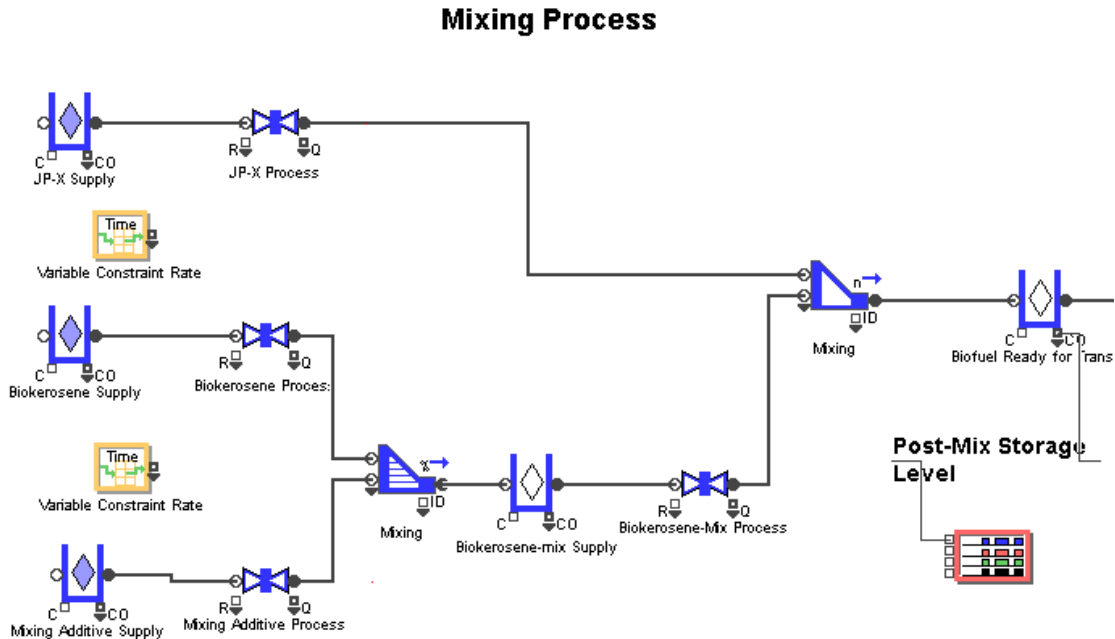 Mixing Process
C
CO
JP-X Supply
R
Q
JP-X Process
Time
Variable Constraint Rate
n
ID
Mixing
C
CO
Biofuel Ready for Trans
C
CO
Biokerosene Supply
R
Q
Biokerosene Proces:
Post-Mix Storage
Level
Time
Variable Constraint Rate
%
ID
Mixing
C
CO
Biokerosene-mix Supply
R
Q
Biokerosene-Mix Process
C
CO
Mixing Additive Supply
R
Q
Mixing Additive Process